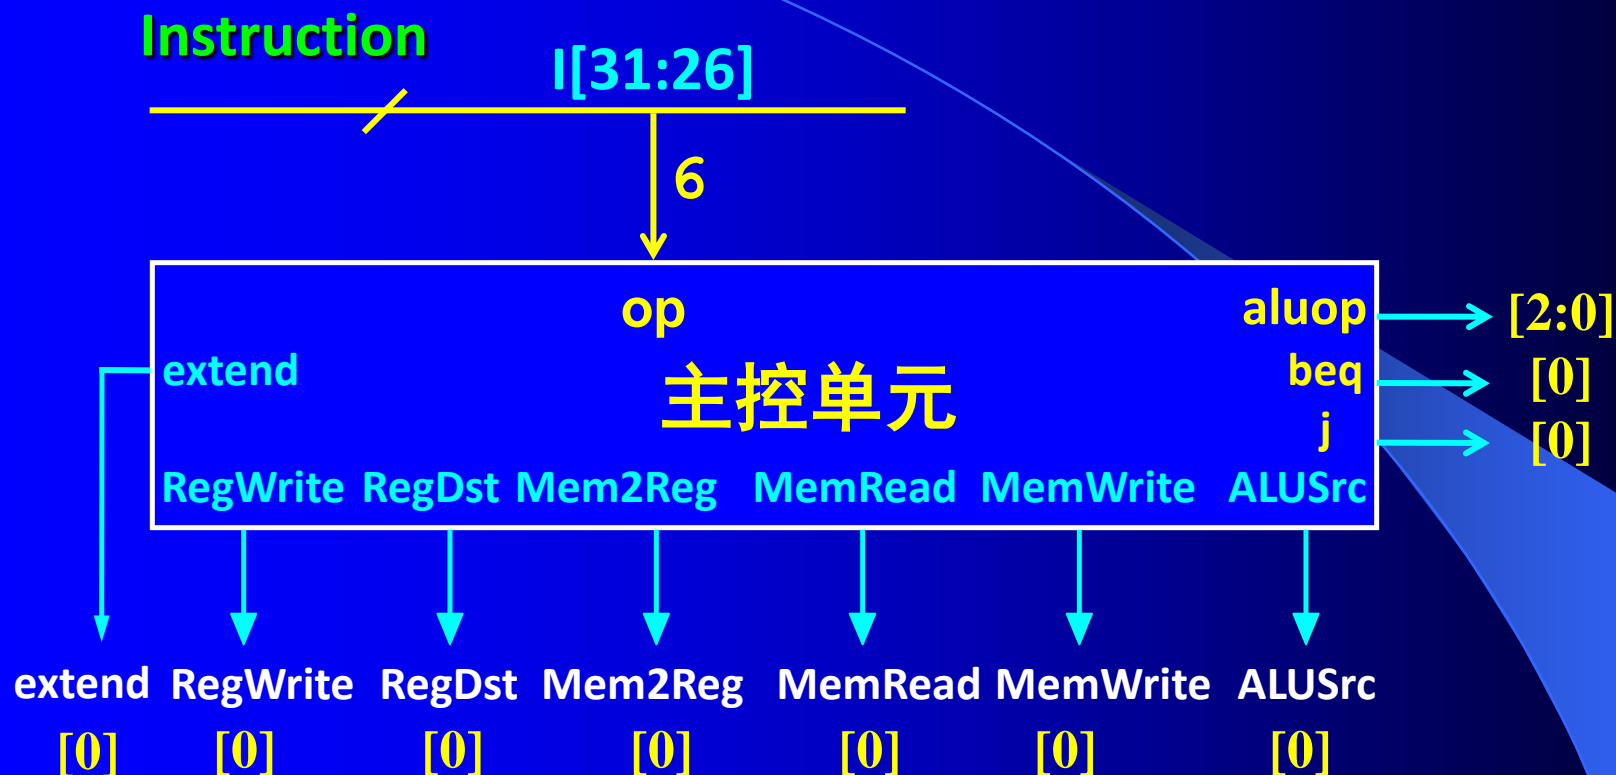 Instruction
I[31:26]
6
op
aluop
[2:0]
extend
主控单元
beq
[0]
j
[0]
RegWrite RegDst Mem2Reg MemRead MemWrite ALUSrc
extend RegWrite RegDst Mem2Reg MemRead MemWrite ALUSrc
[0] [0] [0] [0] [0] [0] [0]